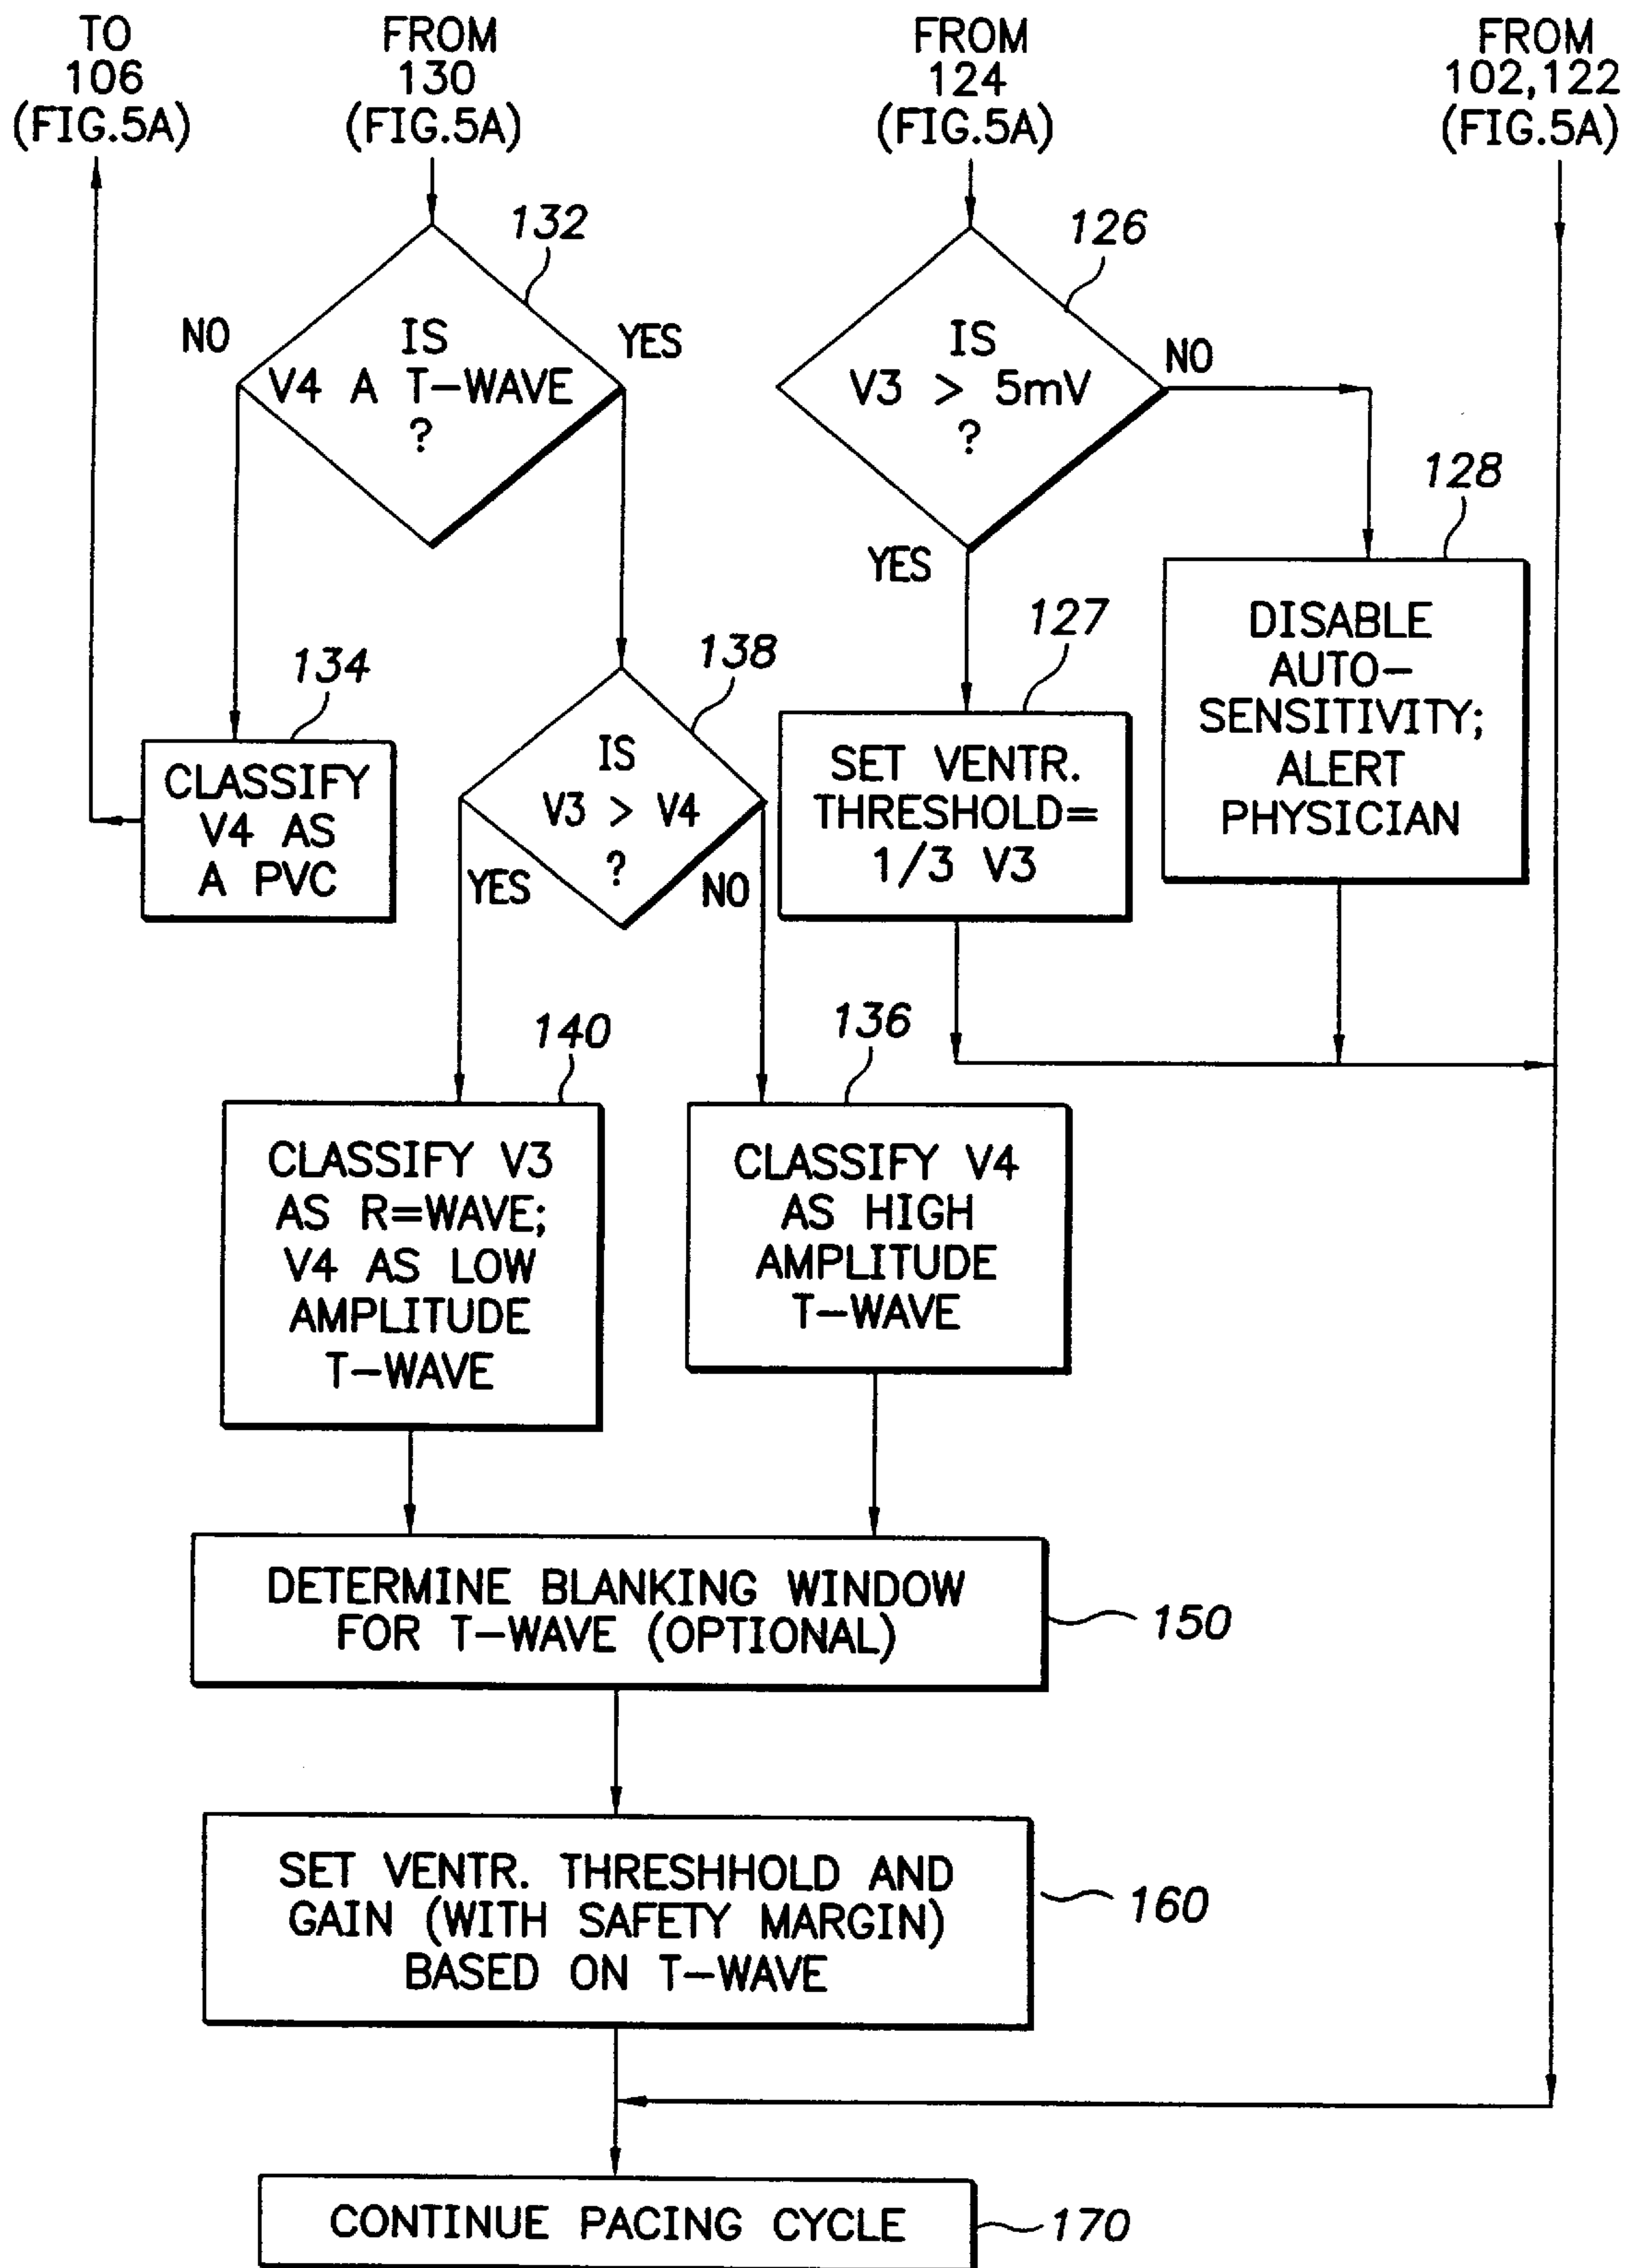 TO
106
(FIG.5A)
FROM
130
(FIG.5A)
FROM
124
(FIG.5A)
FROM
102,122
(FIG.5A)
132
NO
IS
V4 A T-WAVE
?
YES
126
IS
V3 > 5mV
?
NO
YES
128
DISABLE
AUTO-
SENSITIVITY;
ALERT
PHYSICIAN
134
CLASSIFY
V4 AS
A PVC
138
IS
V3 > V4
?
YES
NO
127
SET VENTR.
THRESHOLD=
1/3 V3
140
CLASSIFY V3
AS R=WAVE;
V4 AS LOW
AMPLITUDE
T-WAVE
136
CLASSIFY V4
AS HIGH
AMPLITUDE
T-WAVE
DETERMINE BLANKING WINDOW
FOR T-WAVE (OPTIONAL)
150
SET VENTR. THRESHHOLD AND
GAIN (WITH SAFETY MARGIN)
BASED ON T-WAVE
160
CONTINUE PACING CYCLE
170